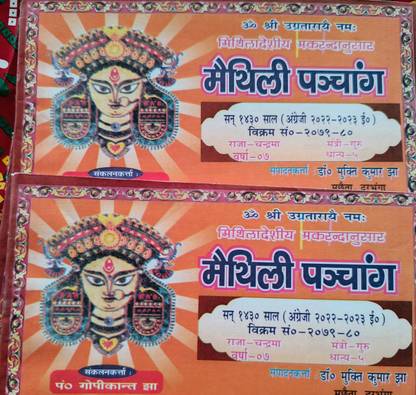 ॐ श्री उग्रतारायै नमः
मिथिलादेशीय मकरन्दानुसार
मैथिली पञ्चांग
सन् १४३० साल (अंग्रेजी २०२२-२०२३ ई०)
विक्रम सं०-२०७९-८०
राजा-चन्द्रमा मंत्री-गुरु
वर्षा-०७ धान्य-५
संकलनकर्त्ता :
संपादनकर्त्ता : डॉ० मुक्ति कुमार झा
ॐ श्री उग्रतारायै नमः
मिथिलादेशीय मकरन्दानुसार
मैथिली पञ्चांग
सन् १४३० साल (अंग्रेजी २०२२-२०२३ ई०)
विक्रम सं०-२०७९-८०
राजा-चन्द्रमा मंत्री-गुरु
वर्षा-०७ धान्य-५
संकलनकर्त्ता :
पं० गोपीकान्त झा
संपादनकर्त्ता : डॉ० मुक्ति कुमार झा